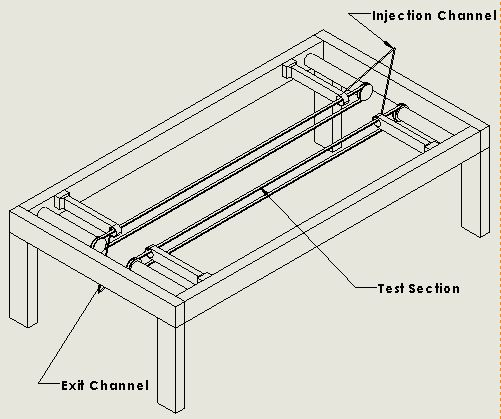 Injection Channel
Test Section
Exit Channel